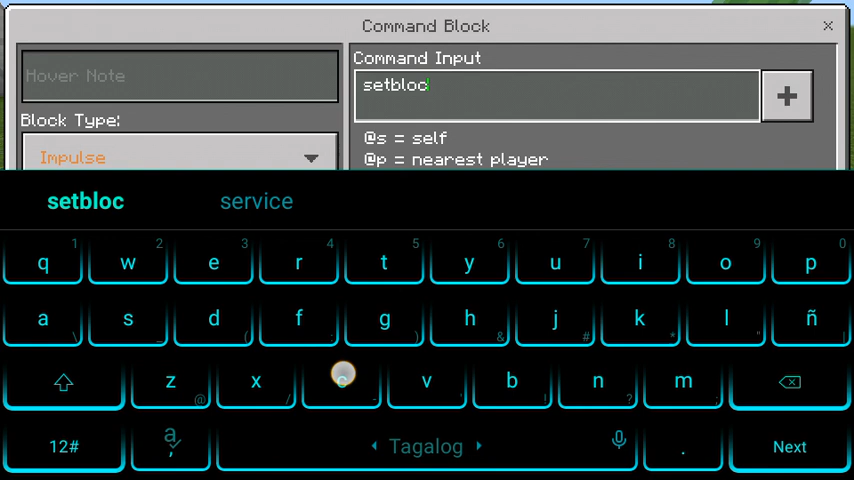 Command Block
Hover Note
Command Input
setbloc
Block Type:
@s = self
@p = nearest player
Impulse
setbloc service
1 2 3 4 5 6 7 8 9 0
q w e r t y u i o p
a s d f g h j k l ñ
\ _ ( - ) & # * " !
z x c v b n m
@ / - ' ! ? ;
12# a , Tagalog . Next